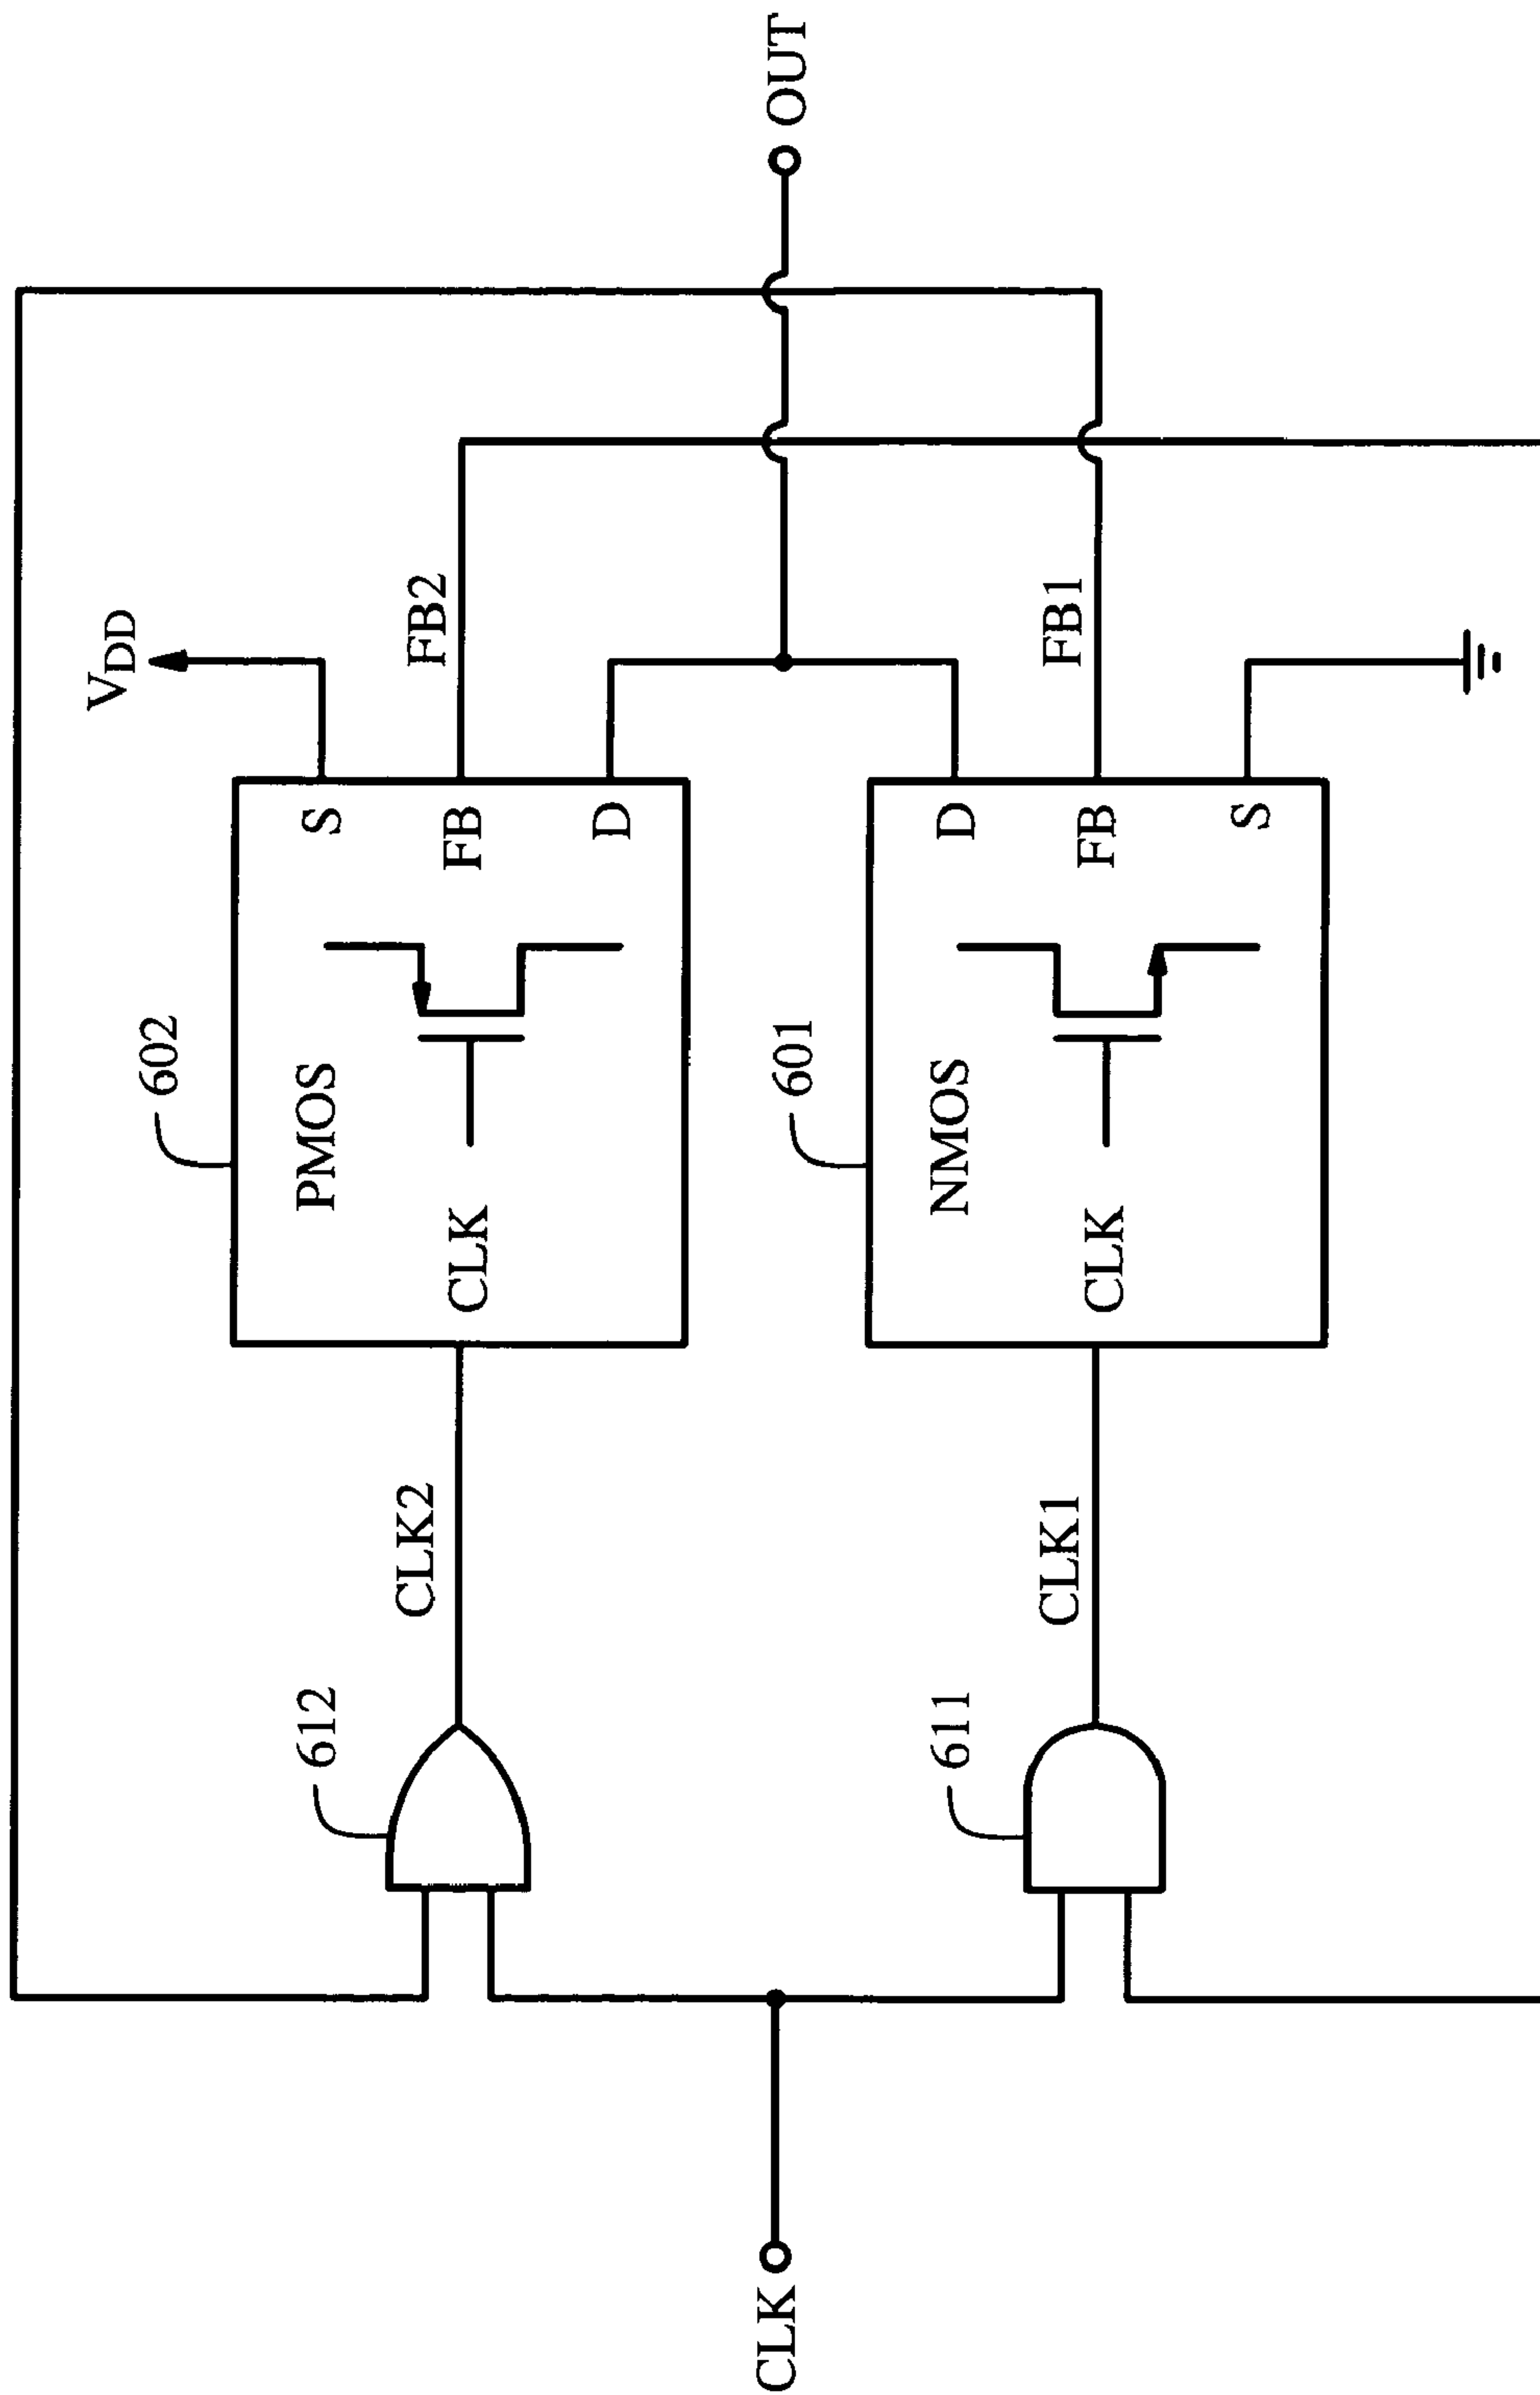 VDD
602
PMOS
CLK
S
FB
D
FB2
612
CLK2
CLK
OUT
601
NMOS
CLK
D
FB
S
FB1
611
CLK1